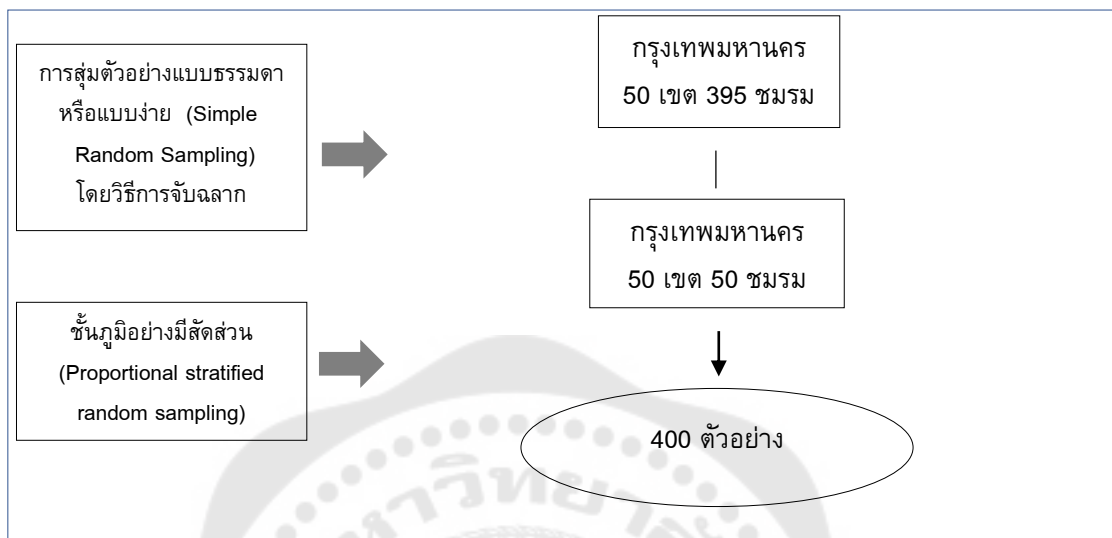 การสุ่มตัวอย่างแบบธรรมดา
หรือแบบง่าย (Simple
Random Sampling)
โดยวิธีการจับฉลาก
กรุงเทพมหานคร
50 เขต 395 ชมรม
กรุงเทพมหานคร
50 เขต 50 ชมรม
ชั้นภูมิอย่างมีสัดส่วน
(Proportional stratified
random sampling)
400 ตัวอย่าง